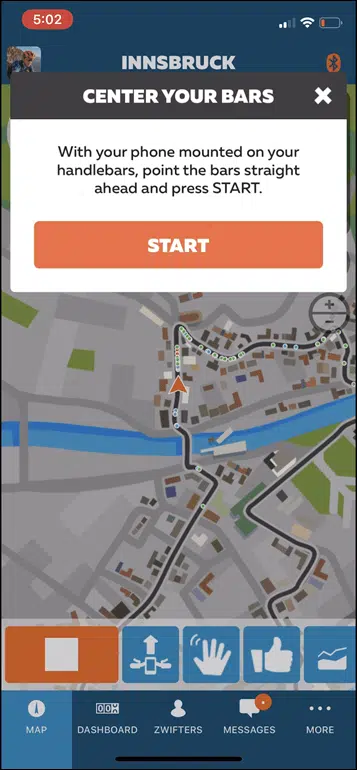 5:02
INNSBRUCK
CENTER YOUR BARS
With your phone mounted on your
handlebars, point the bars straight
ahead and press START.
START
MAP
DASHBOARD
ZWIFTERS
MESSAGES
MORE